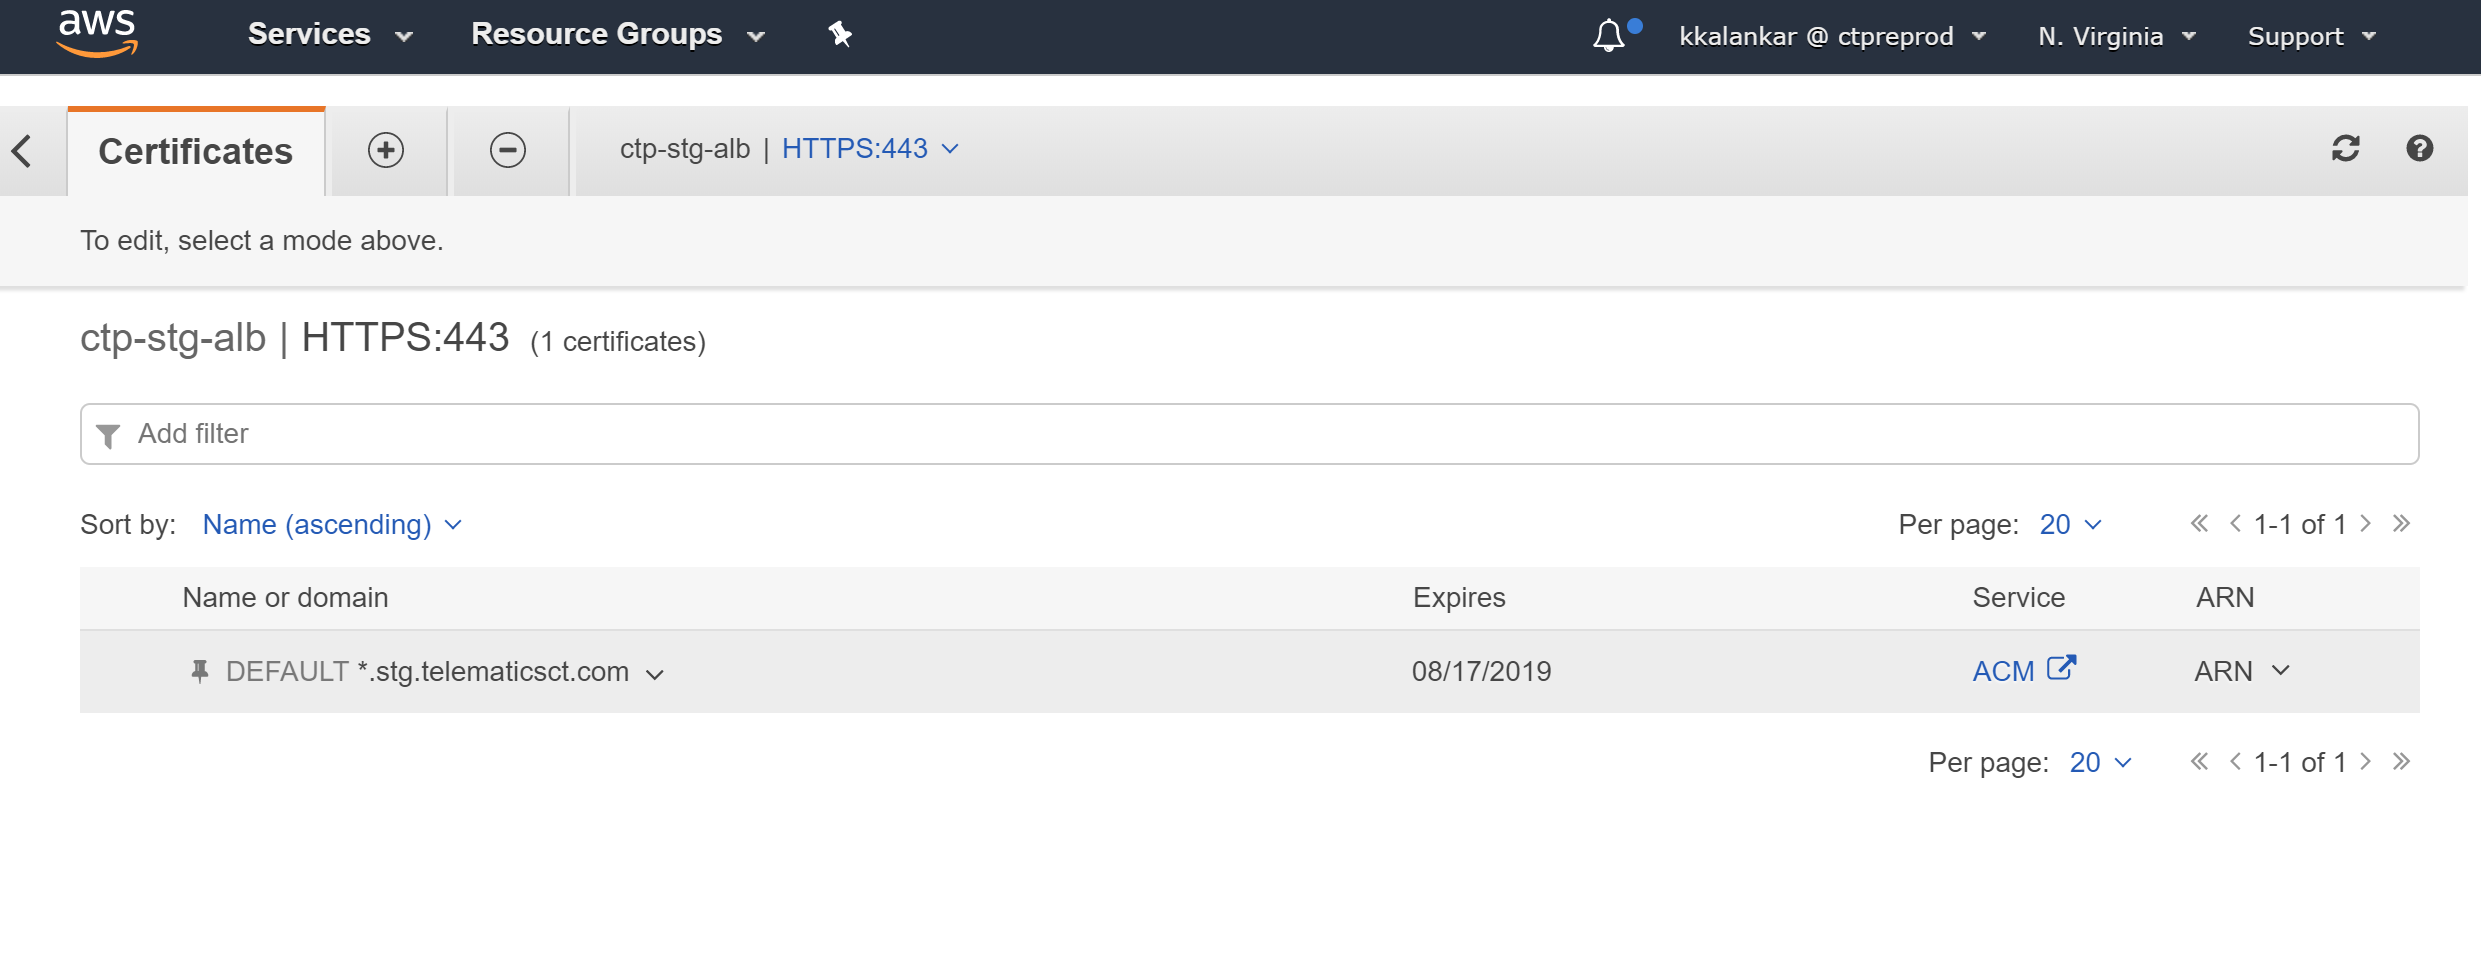 aws Services Resource Groups kkalankar @ ctpreprod N. Virginia Support
Certificates ctp-stg-alb | HTTPS:443
To edit, select a mode above.
ctp-stg-alb | HTTPS:443 (1 certificates)
Add filter
Sort by: Name (ascending) Per page: 20 « < 1-1 of 1 > »
Name or domain Expires Service ARN
DEFAULT *.stg.telematicsct.com 08/17/2019 ACM ARN
Per page: 20 « < 1-1 of 1 > »